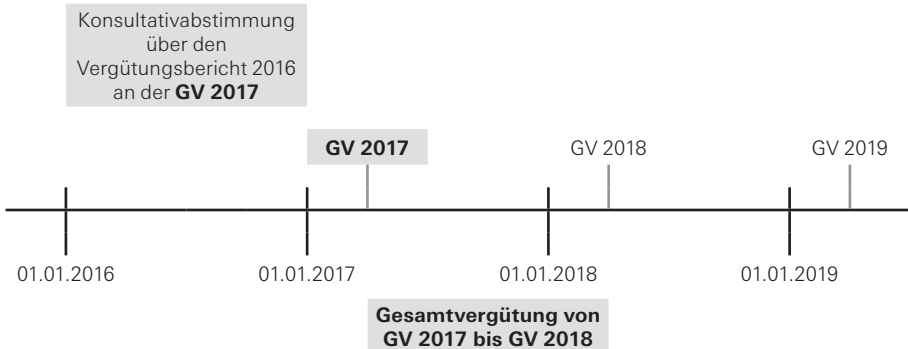 Konsultativabstimmung
über den
Vergütungsbericht 2016
an der GV 2017
GV 2017
GV 2018
GV 2019
01.01.2016
01.01.2017
01.01.2018
01.01.2019
Gesamtvergütung von
GV 2017 bis GV 2018